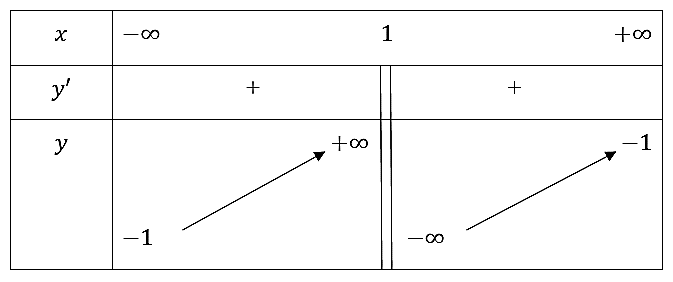 x −∞ 1 +∞
y′ + +
y +∞ −1
−1 −∞